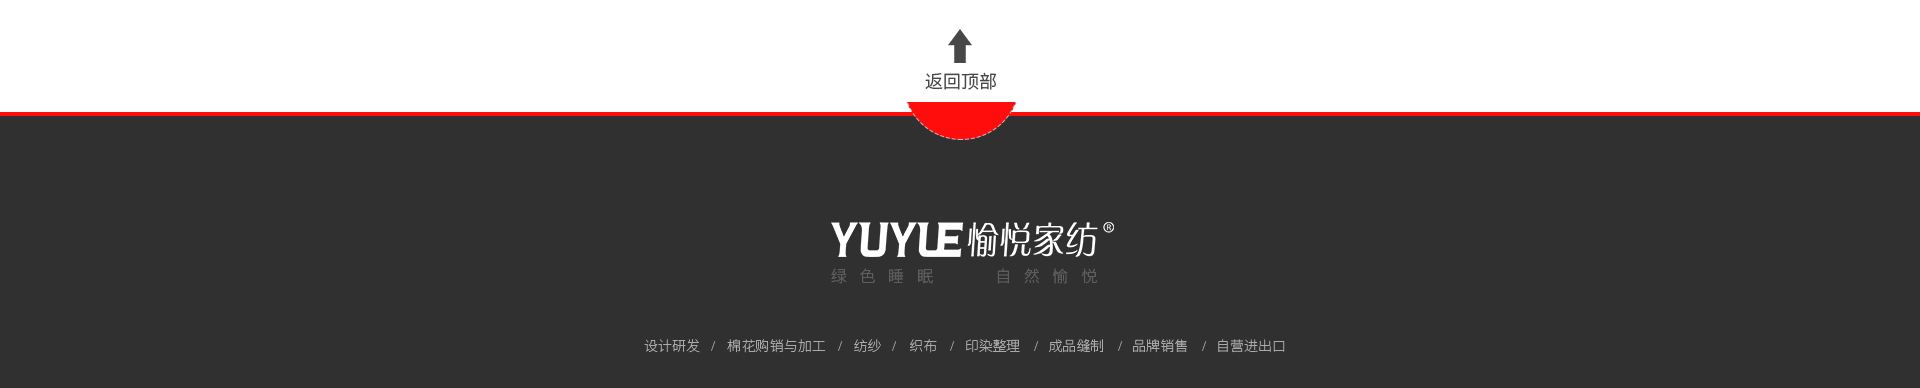 返回顶部
YUYLE 愉悦家纺®
绿色睡眠 自然愉悦
设计研发 / 棉花购销与加工 / 纺纱 / 织布 / 印染整理 / 成品缝制 / 品牌销售 / 自营进出口